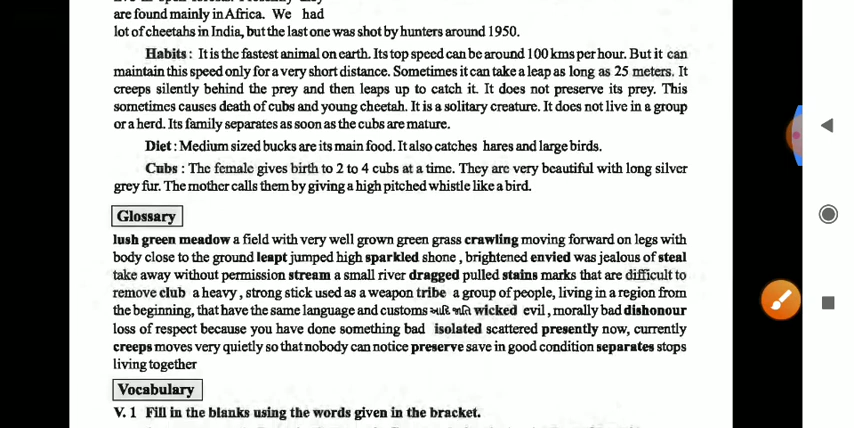 are found mainly in Africa. We had
lot of cheetahs in India, but the last one was shot by hunters around 1950.
Habits : It is the fastest animal on earth. Its top speed can be around 100 kms per hour. But it can
maintain this speed only for a very short distance. Sometimes it can take a leap as long as 25 meters. It
creeps silently behind the prey and then leaps up to catch it. It does not preserve its prey. This
sometimes causes death of cubs and young cheetah. It is a solitary creature. It does not live in a group
or a herd. Its family separates as soon as the cubs are mature.
Diet : Medium sized bucks are its main food. It also catches hares and large birds.
Cubs : The female gives birth to 2 to 4 cubs at a time. They are very beautiful with long silver
grey fur. The mother calls them by giving a high pitched whistle like a bird.
Glossary
lush green meadow a field with very well grown green grass crawling moving forward on legs with
body close to the ground leapt jumped high sparkled shone , brightened envied was jealous of steal
take away without permission stream a small river dragged pulled stains marks that are difficult to
remove club a heavy , strong stick used as a weapon tribe a group of people, living in a region from
the beginning, that have the same language and customs wicked evil , morally bad dishonour
loss of respect because you have done something bad isolated scattered presently now, currently
creeps moves very quietly so that nobody can notice preserve save in good condition separates stops
living together
Vocabulary
V. 1 Fill in the blanks using the words given in the bracket.